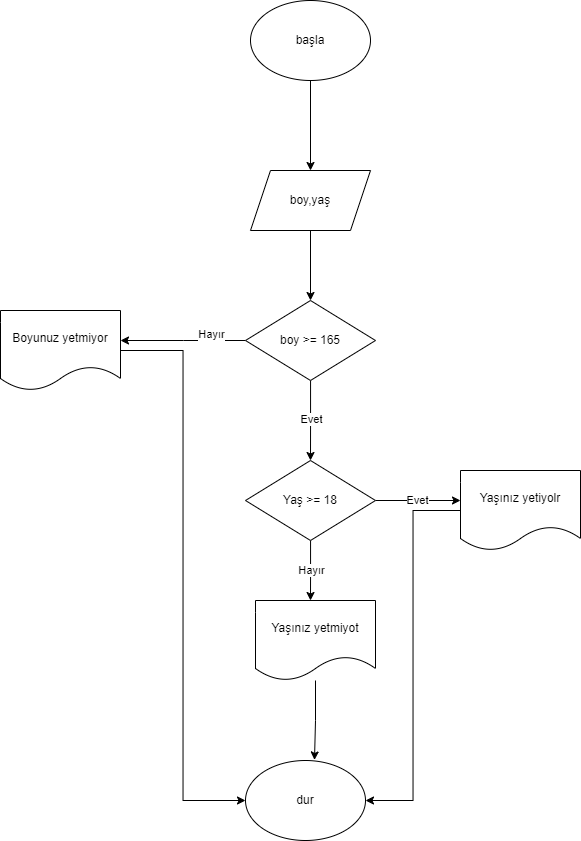 başla
boy,yaş
boy >= 165
Hayır
Boyunuz yetmiyor
Evet
Yaş >= 18
Evet
Yaşınız yetiyolr
Hayır
Yaşınız yetmiyot
dur